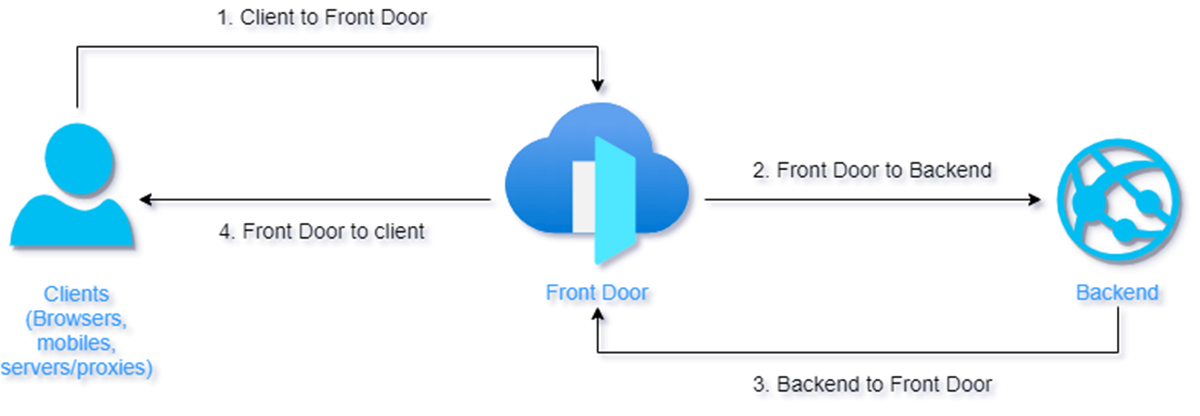 1. Client to Front Door
2. Front Door to Backend
4. Front Door to client
Clients
(Browsers,
mobiles,
servers/proxies)
Front Door
Backend
3. Backend to Front Door